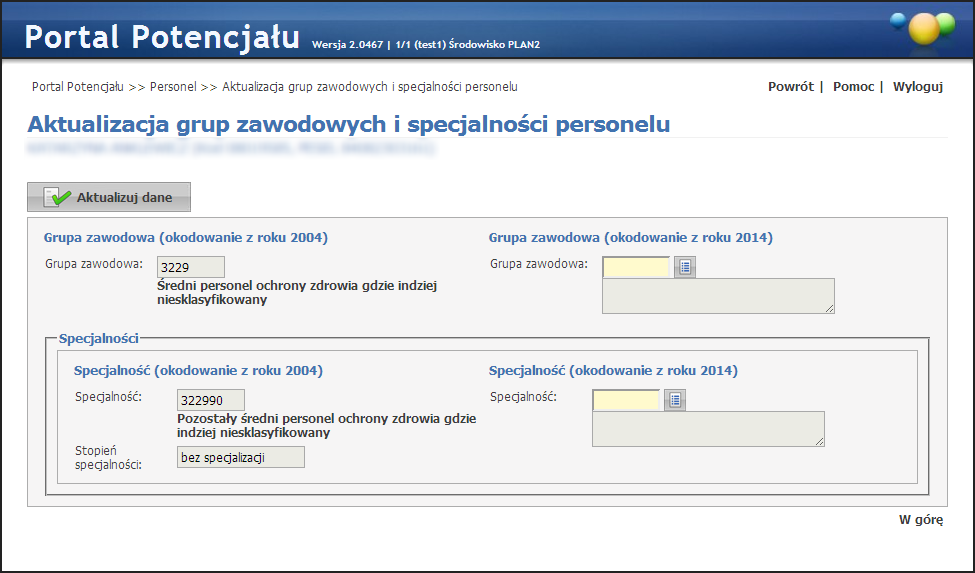 Portal Potencjału Wersja 2.0467 | 1/1 (test1) Środowisko PLAN2
Portal Potencjału >> Personel >> Aktualizacja grup zawodowych i specjalności personelu
Powrót | Pomoc | Wyloguj
Aktualizacja grup zawodowych i specjalności personelu
Aktualizuj dane
Grupa zawodowa (okodowanie z roku 2004)
Grupa zawodowa: 3229
Średni personel ochrony zdrowia gdzie indziej
niesklasyfikowany
Grupa zawodowa (okodowanie z roku 2014)
Grupa zawodowa:
Specjalności
Specjalność (okodowanie z roku 2004)
Specjalność: 322990
Pozostały średni personel ochrony zdrowia gdzie
indziej niesklasyfikowany
Stopień
specjalności: bez specjalizacji
Specjalność (okodowanie z roku 2014)
Specjalność:
W górę